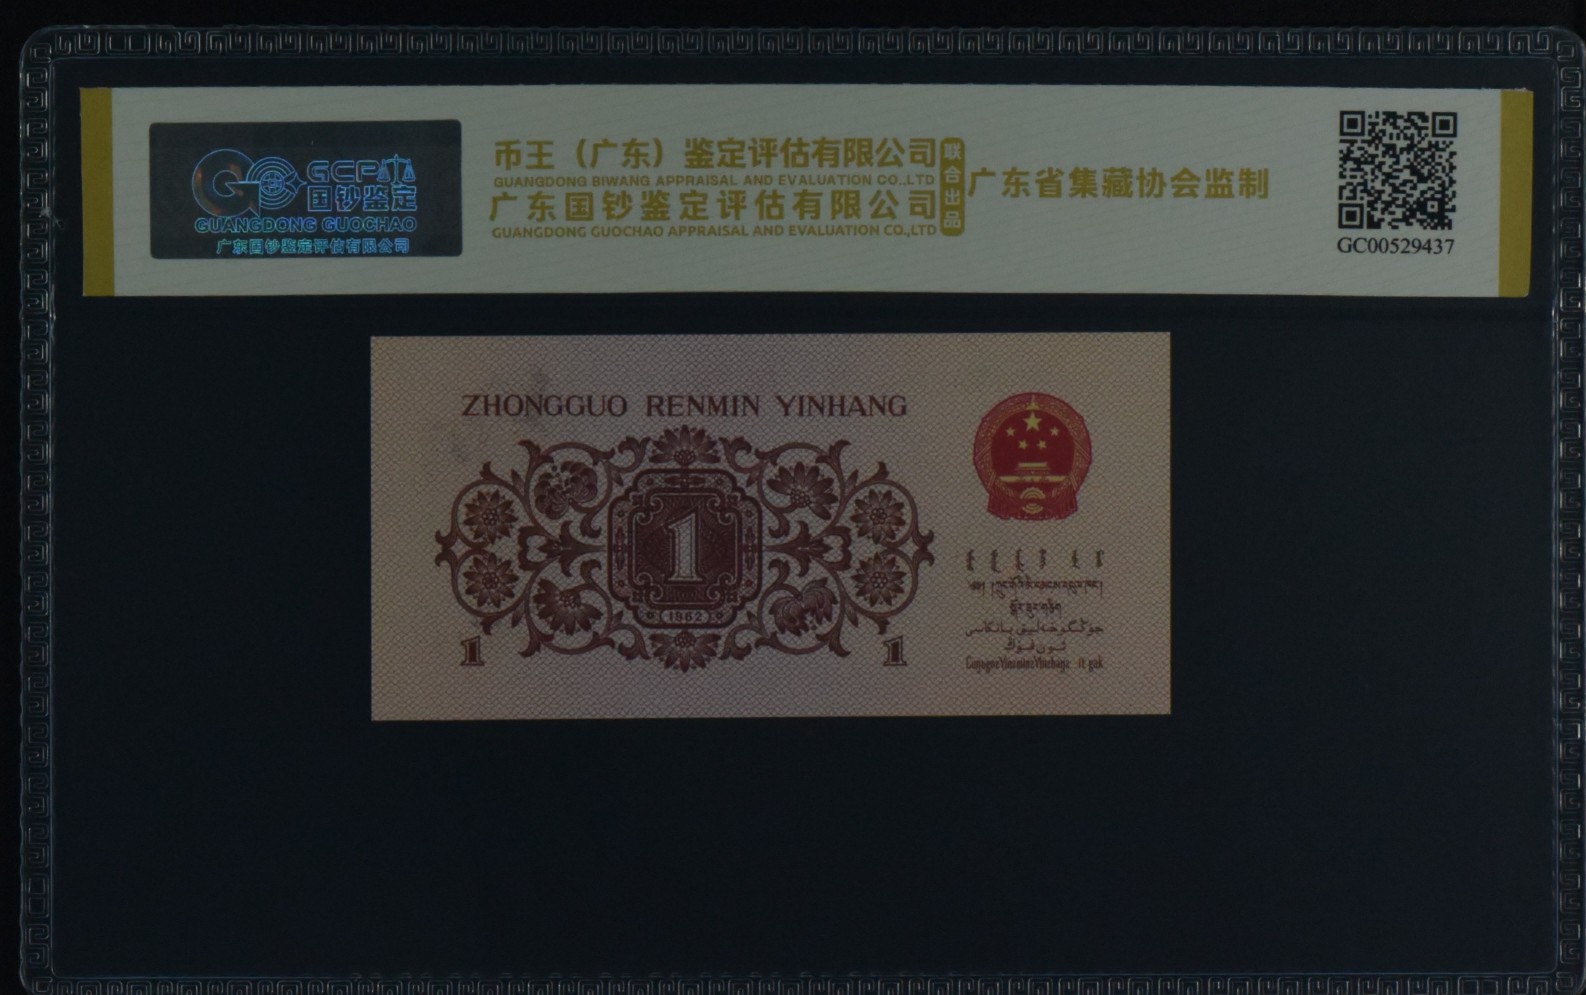 GCP
国钞鉴定
GUANGDONG GUOCHAO
广东国钞鉴定评估有限公司
币王（广东）鉴定评估有限公司
GUANGDONG BIWANG APPRAISAL AND EVALUATION CO.,LTD
广东国钞鉴定评估有限公司
GUANGDONG GUOCHAO APPRAISAL AND EVALUATION CO.,LTD
联合出品
广东省集藏协会监制
GC00529437
ZHONGGUO RENMIN YINHANG
1
1962
1 1